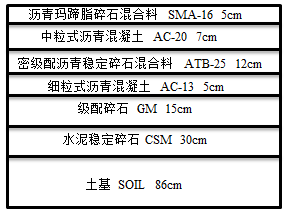 沥青玛蹄脂碎石混合料 SMA-16 5cm
中粒式沥青混凝土 AC-20 7cm
密级配沥青稳定碎石混合料 ATB-25 12cm
细粒式沥青混凝土 AC-13 5cm
级配碎石 GM 15cm
水泥稳定碎石 CSM 30cm
土基 SOIL 86cm